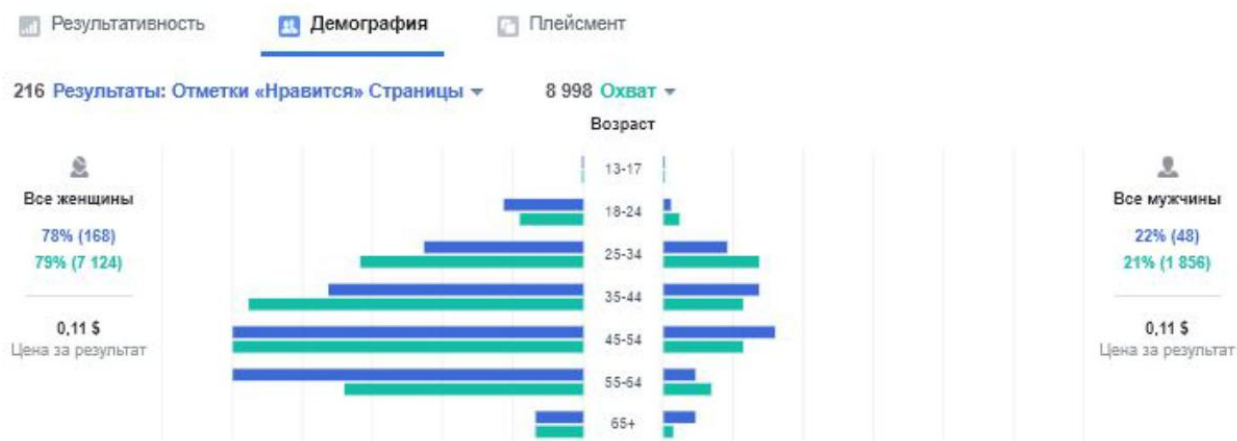 Результативность Демография Плейсмент
216 Результаты: Отметки «Нравится» Страницы 8 998 Охват
Возраст
13-17
Все женщины 18-24 Все мужчины
78% (168) 22% (48)
79% (7 124) 25-34 21% (1 856)
35-44
0,11 $ 45-54 0,11 $
Цена за результат Цена за результат
55-64
65+